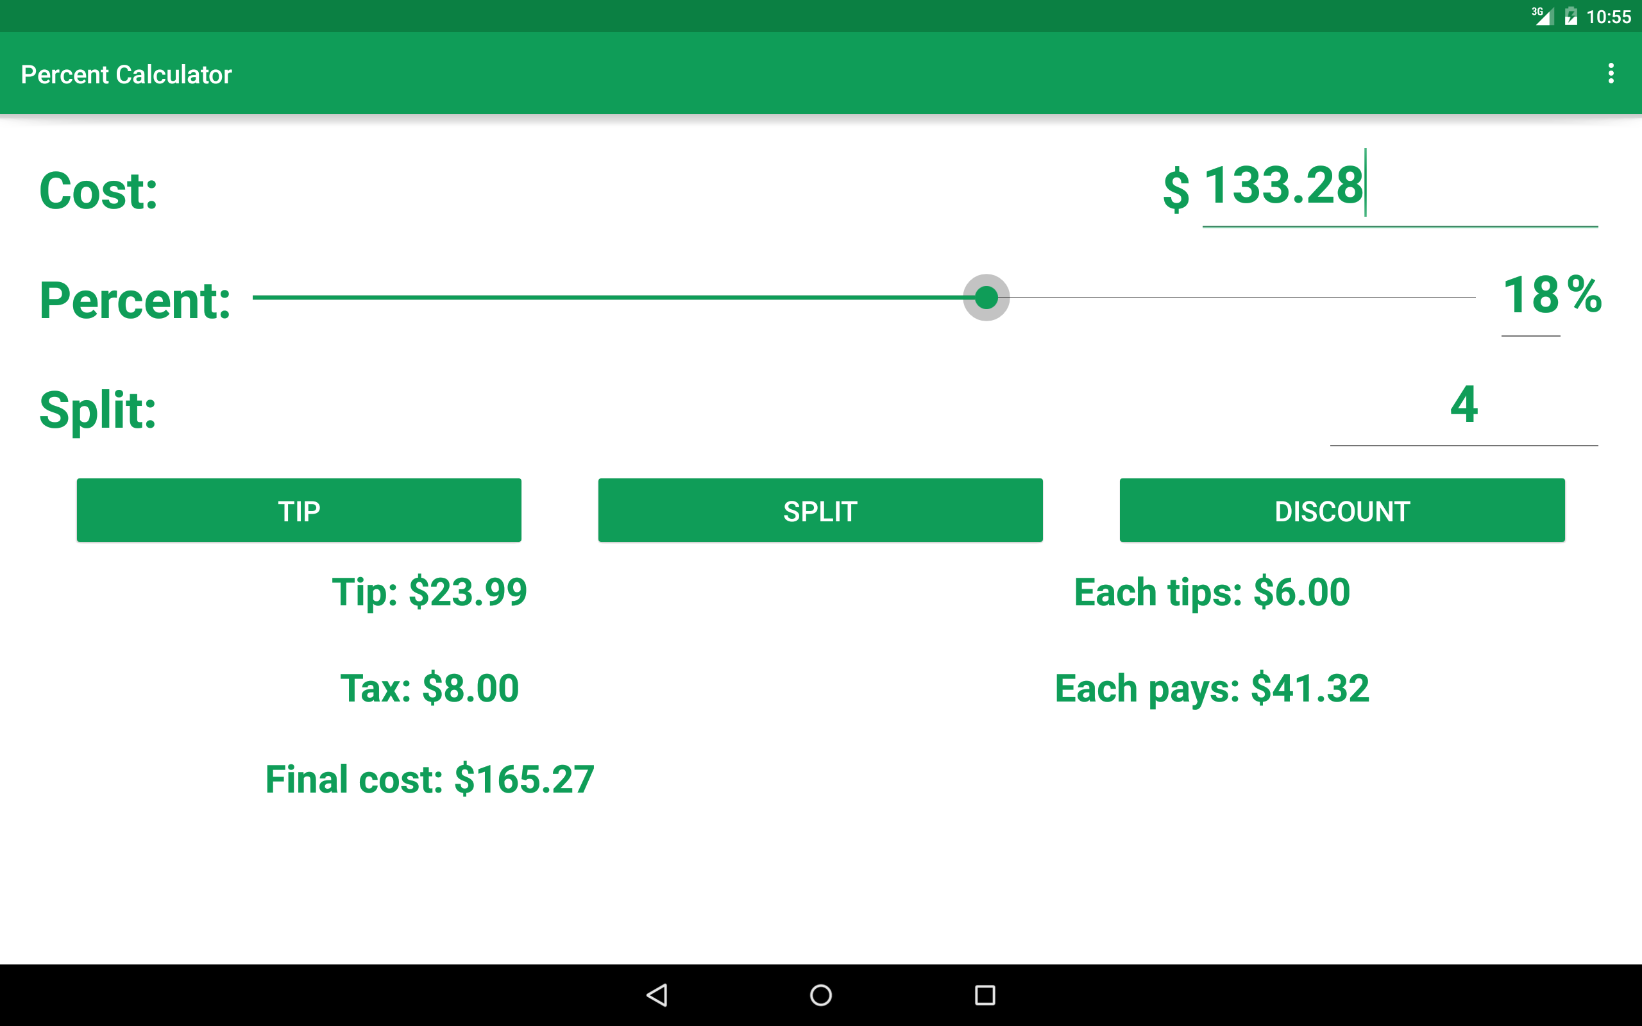 3G 10:55
Percent Calculator
Cost: $ 133.28
Percent: 18 %
Split: 4
TIP SPLIT DISCOUNT
Tip: $23.99 Each tips: $6.00
Tax: $8.00 Each pays: $41.32
Final cost: $165.27